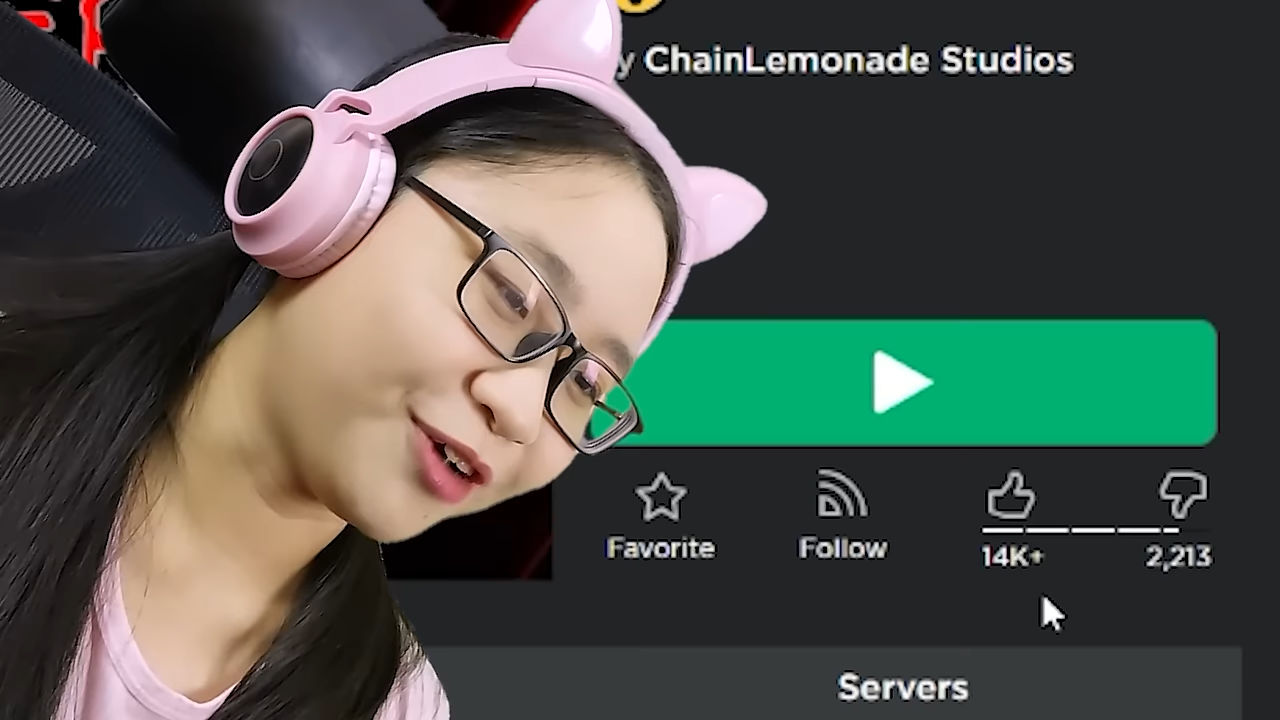 y ChainLemonade Studios
Favorite
Follow
14K+
2,213
Servers